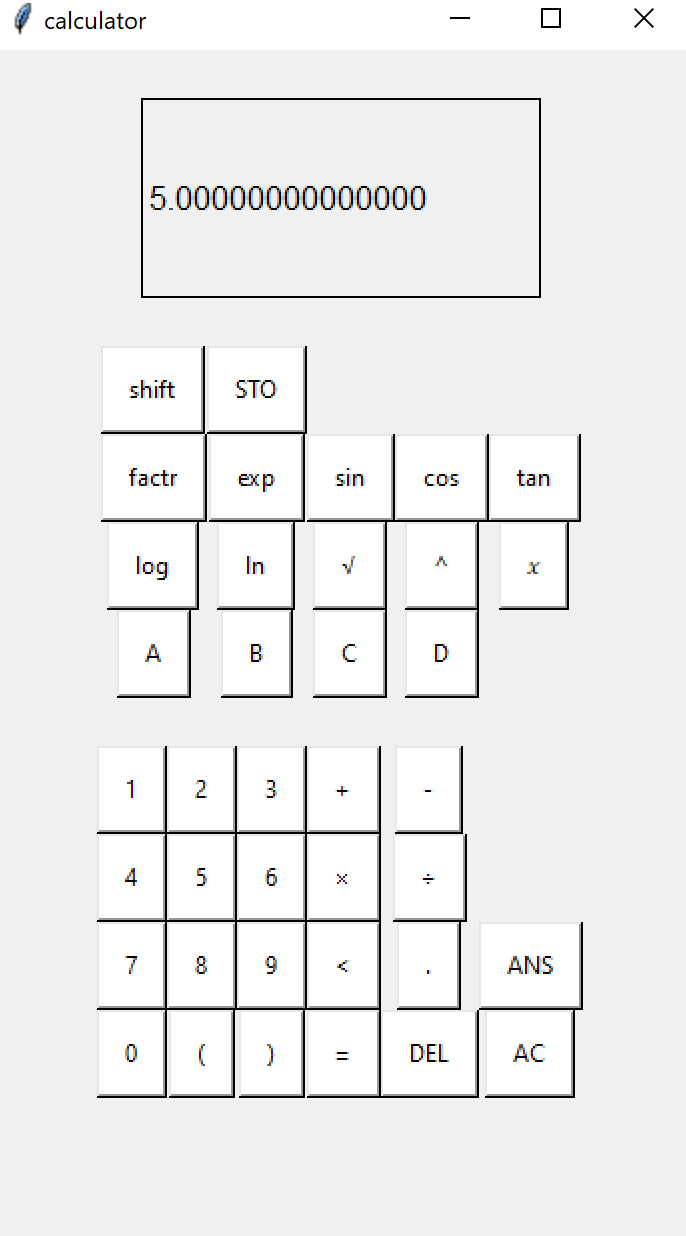 calculator
5.00000000000000
shift STO
factr exp sin cos tan
log ln √ ^ x
A B C D
1 2 3 + -
4 5 6 × ÷
7 8 9 < . ANS
0 ( ) = DEL AC